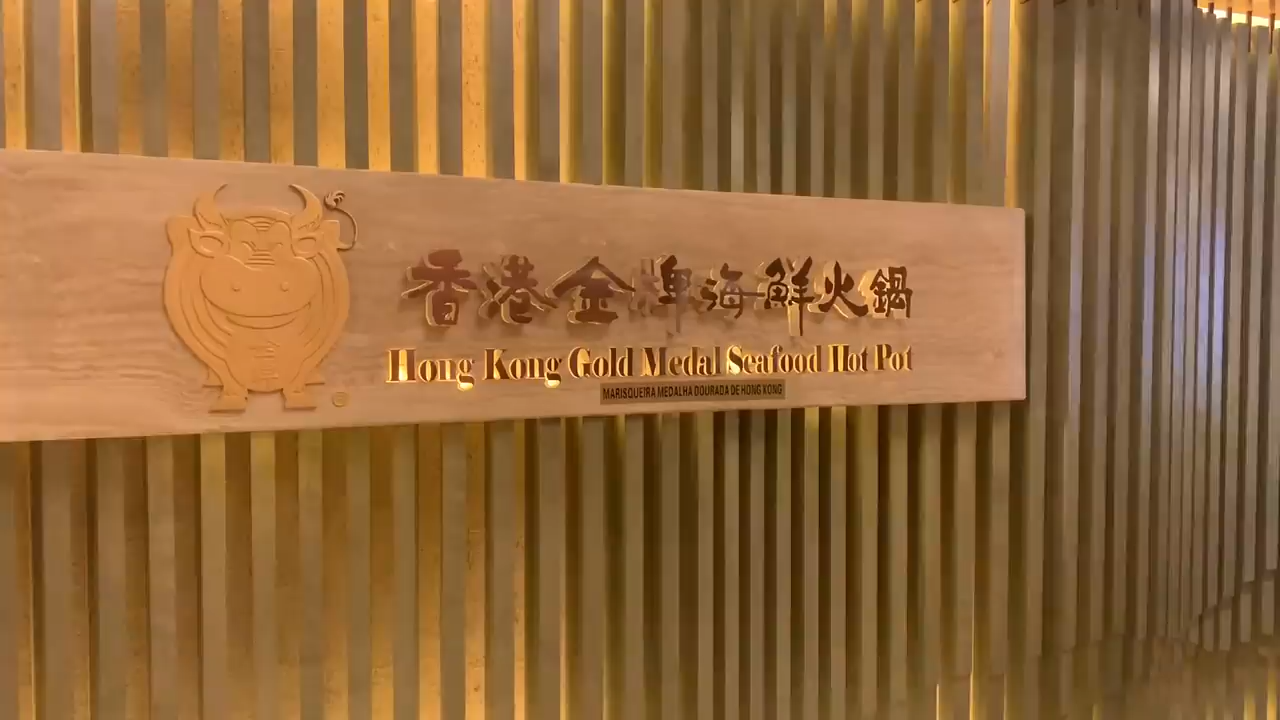 香港金牌海鮮火鍋
Hong Kong Gold Medal Seafood Hot Pot
MARISQUEIRA MEDALHA DOURADA DE HONG KONG